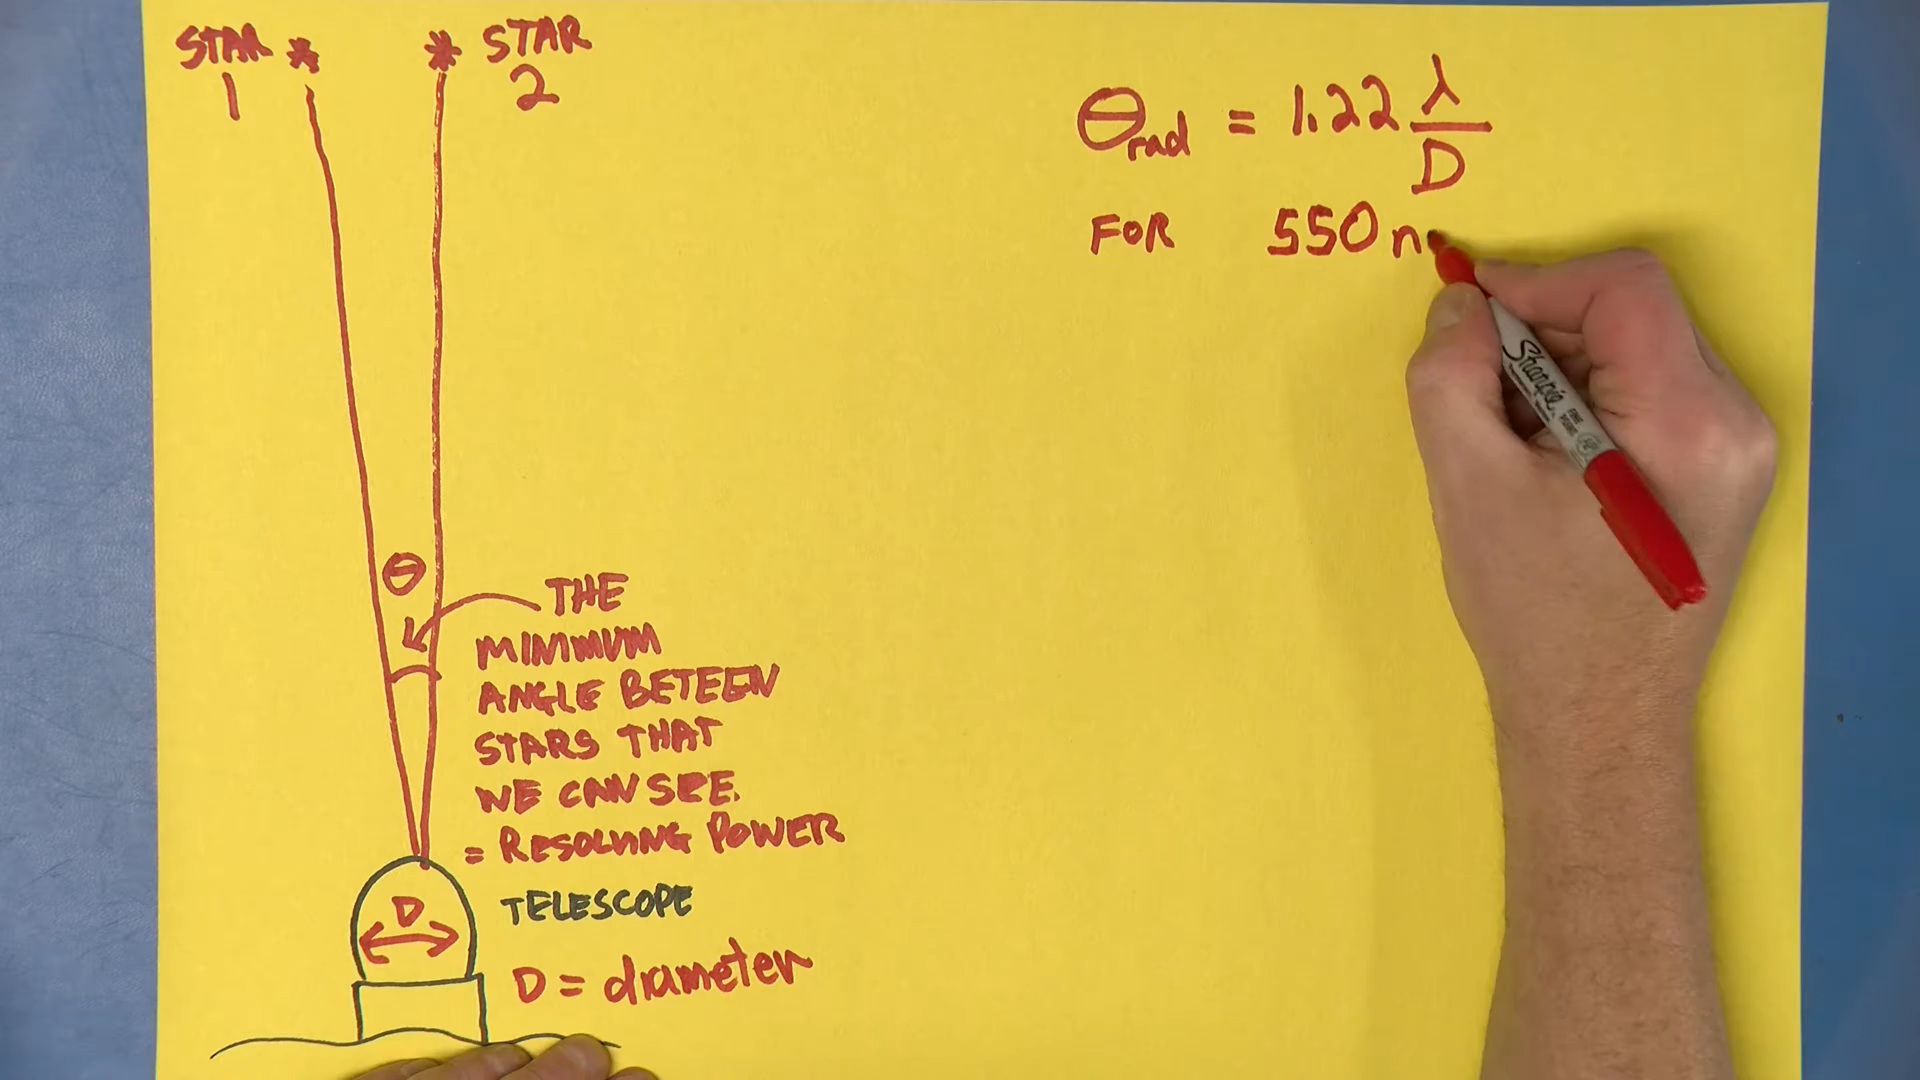 STAR
1
STAR
2
θrad = 1.22 λ/D
FOR 550 n
θ
THE
MINIMUM
ANGLE BETEEN
STARS THAT
WE CAN SEE.
= RESOLVING POWER
TELESCOPE
D
D = diameter
Sharpie